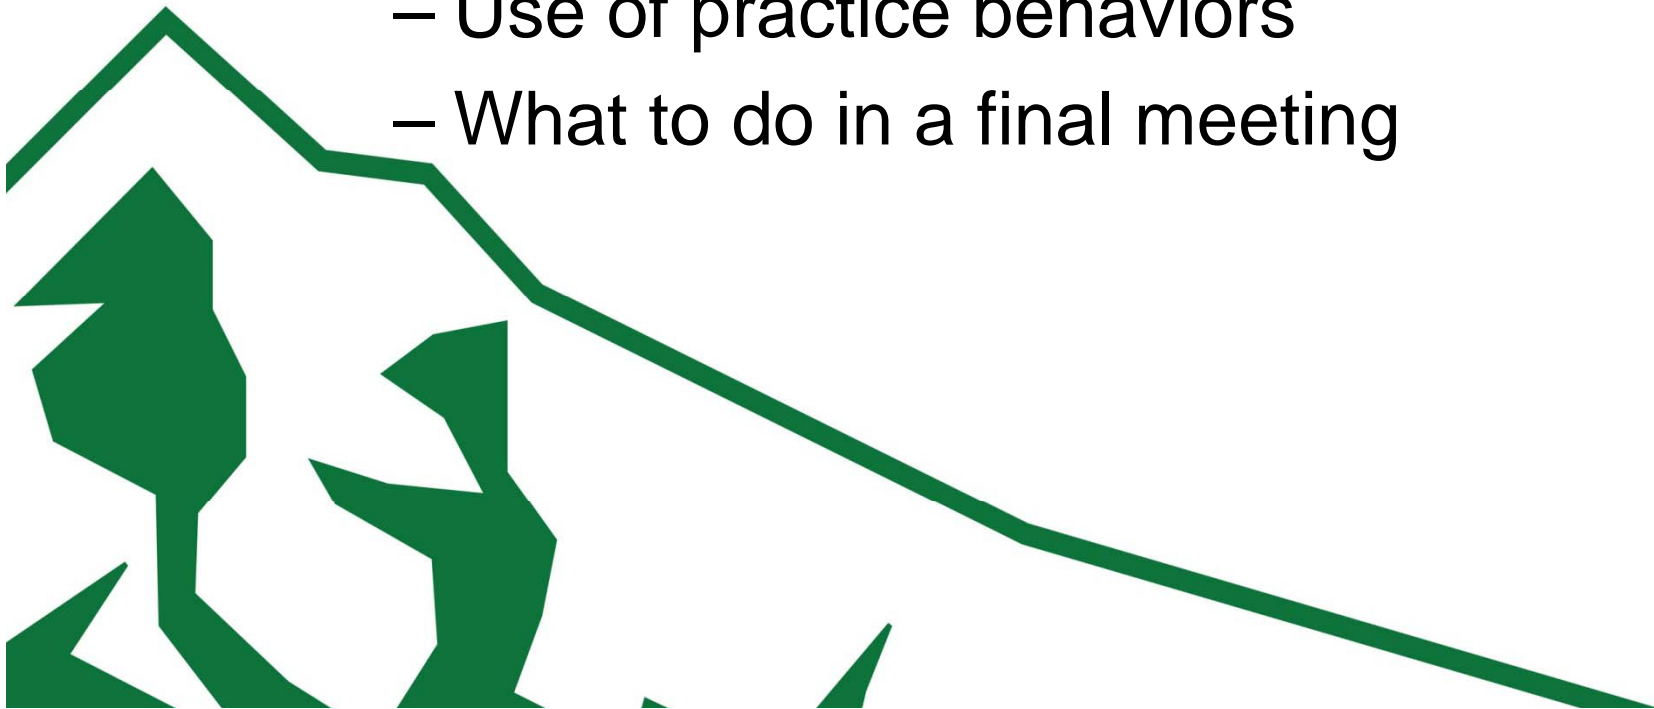 – Use of practice behaviors
– What to do in a final meeting